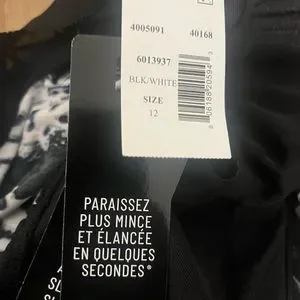 4005091 40168
6013937
BLK/WHITE
SIZE
12
PARAISSEZ
PLUS MINCE
ET ÉLANCÉE
EN QUELQUES
SECONDES®